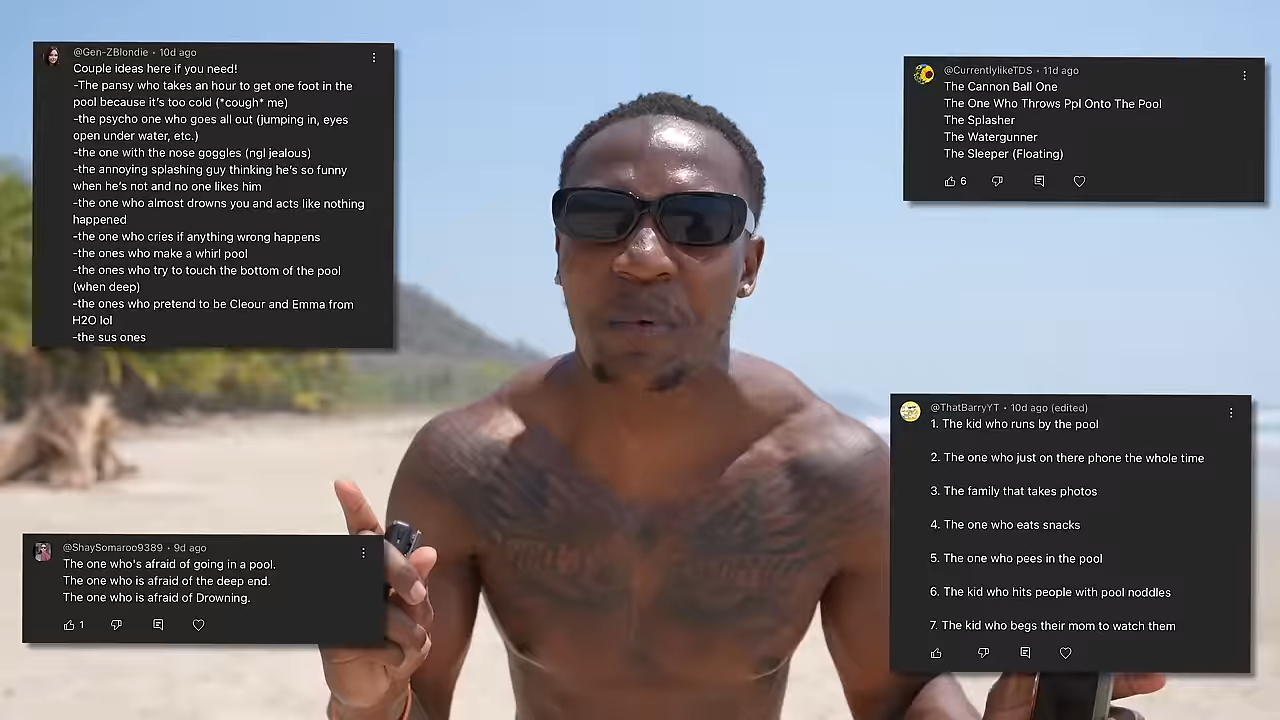 @Gen-ZBlondie · 10d ago
Couple ideas here if you need!
-The pansy who takes an hour to get one foot in the
pool because it's too cold (*cough* me)
-the psycho one who goes all out (jumping in, eyes
open under water, etc.)
-the one with the nose goggles (ngl jealous)
-the annoying splashing guy thinking he's so funny
when he's not and no one likes him
-the one who almost drowns you and acts like nothing
happened
-the one who cries if anything wrong happens
-the ones who make a whirl pool
-the ones who try to touch the bottom of the pool
(when deep)
-the ones who pretend to be Cleour and Emma from
H2O lol
-the sus ones
@CurrentlylikeTDS · 11d ago
The Cannon Ball One
The One Who Throws Ppl Onto The Pool
The Splasher
The Watergunner
The Sleeper (Floating)
6
@ShaySomaroo9389 · 9d ago
The one who's afraid of going in a pool.
The one who is afraid of the deep end.
The one who is afraid of Drowning.
1
@ThatBarryYT · 10d ago (edited)
1. The kid who runs by the pool
2. The one who just on there phone the whole time
3. The family that takes photos
4. The one who eats snacks
5. The one who pees in the pool
6. The kid who hits people with pool noddles
7. The kid who begs their mom to watch them